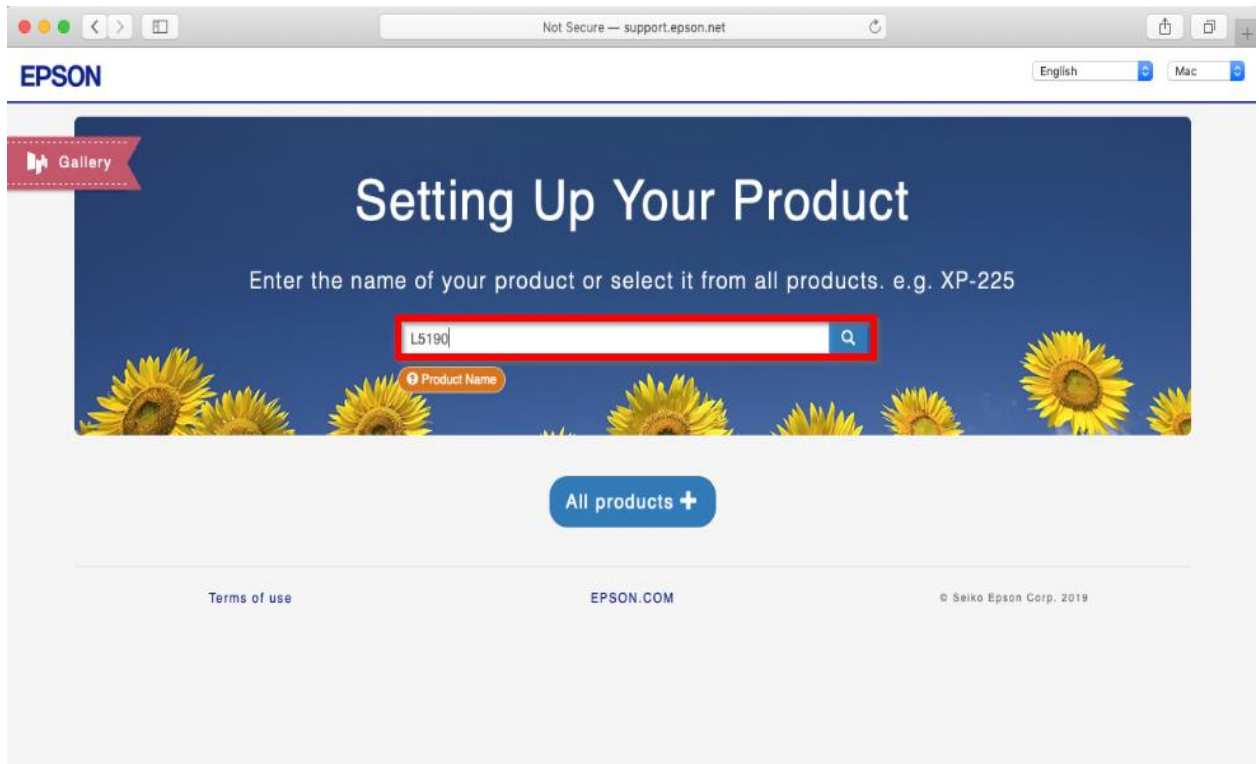 Not Secure — support.epson.net
EPSON
English
Mac
Gallery
Setting Up Your Product
Enter the name of your product or select it from all products. e.g. XP-225
L5190
Product Name
All products
Terms of use
EPSON.COM
© Seiko Epson Corp. 2019